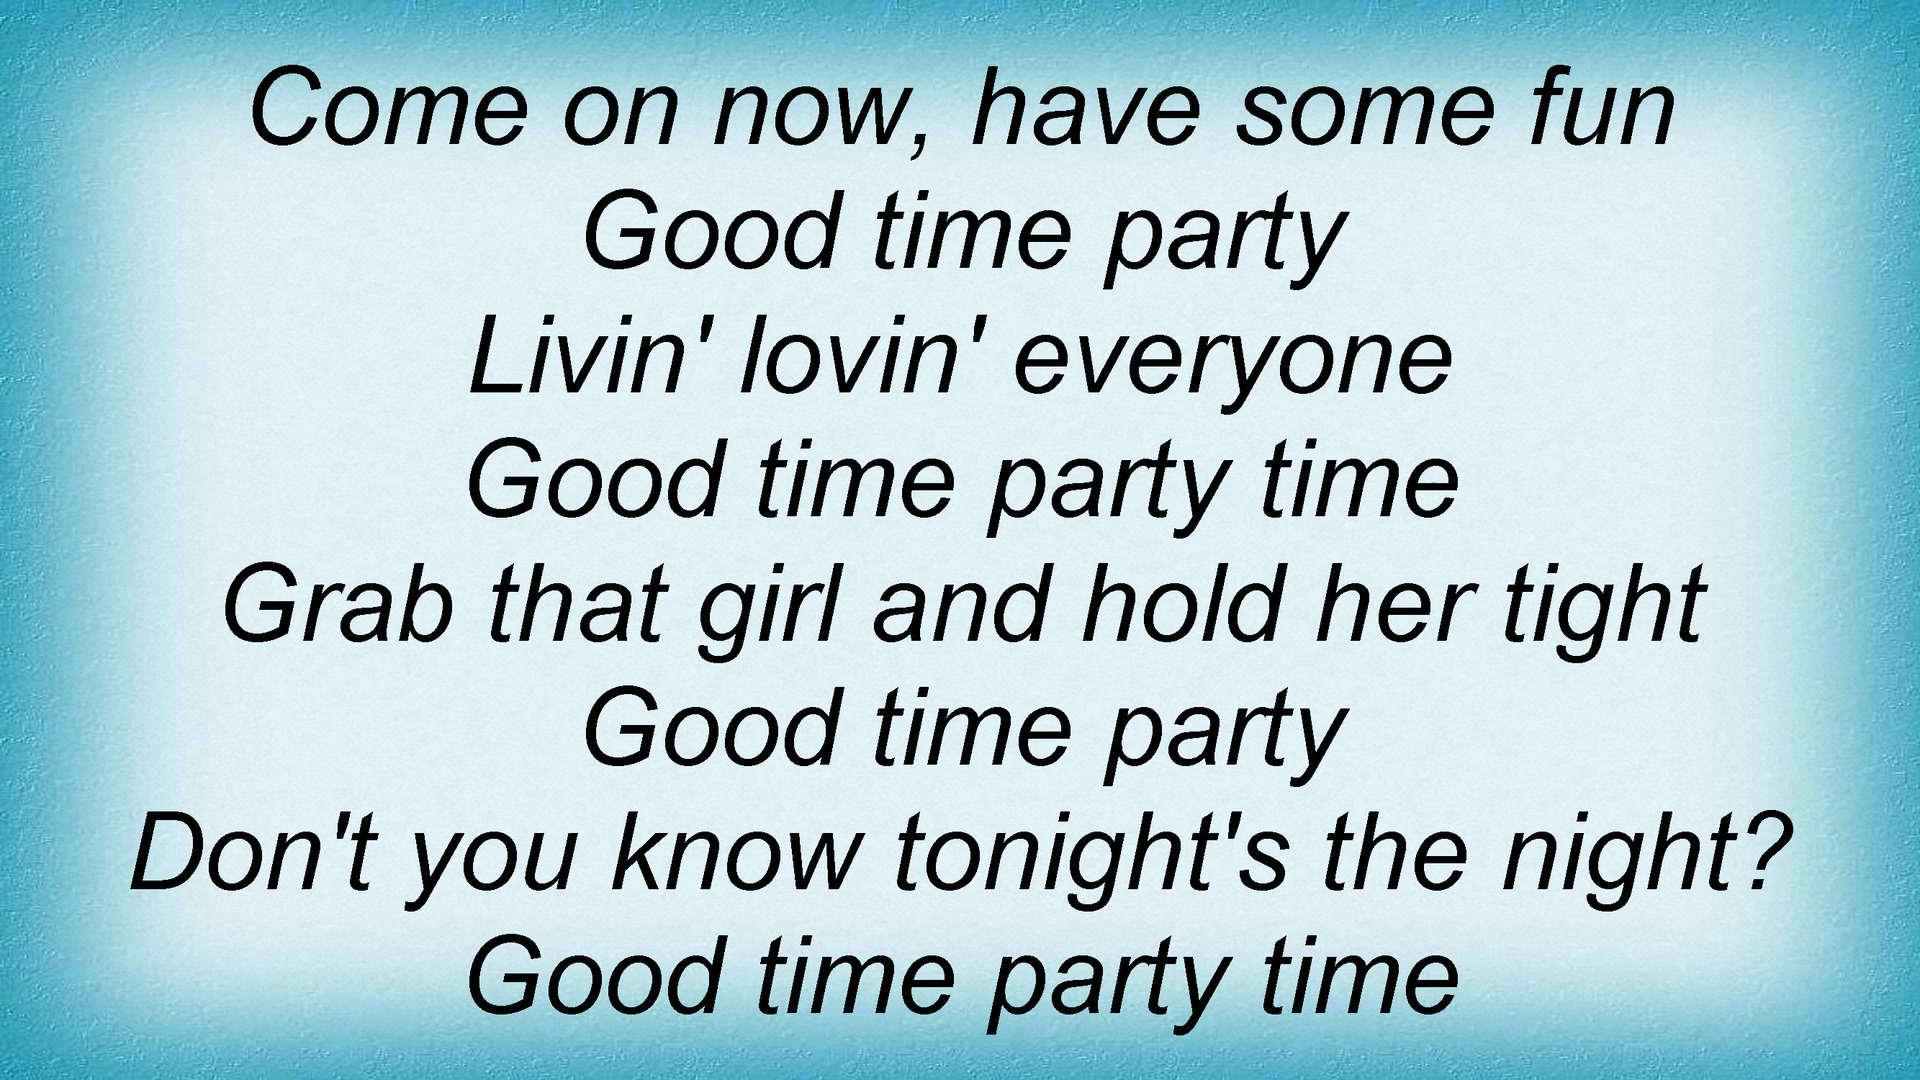 Come on now, have some fun
Good time party
Livin' lovin' everyone
Good time party time
Grab that girl and hold her tight
Good time party
Don't you know tonight's the night?
Good time party time